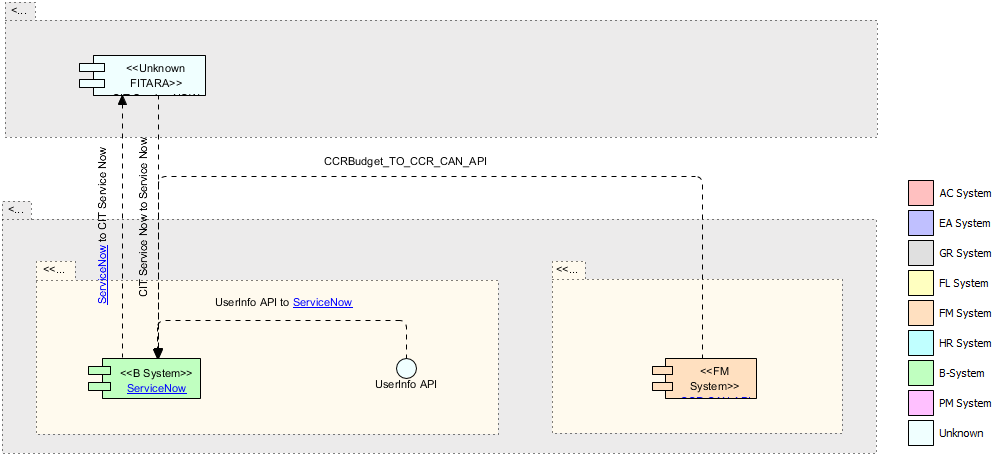 <...
<<Unknown
FITARA>>
CCRBudget_TO_CCR_CAN_API
ServiceNow to CIT Service Now
CIT Service Now to Service Now
<...
<<...
<<...
UserInfo API to ServiceNow
<<B System>>
ServiceNow
UserInfo API
<<FM
System>>
AC System
EA System
GR System
FL System
FM System
HR System
B-System
PM System
Unknown